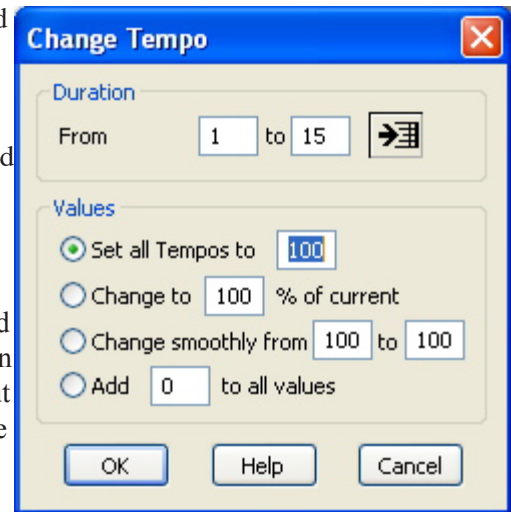 Change Tempo
Duration
From 1 to 15
Values
Set all Tempos to 100
Change to 100 % of current
Change smoothly from 100 to 100
Add 0 to all values
OK Help Cancel